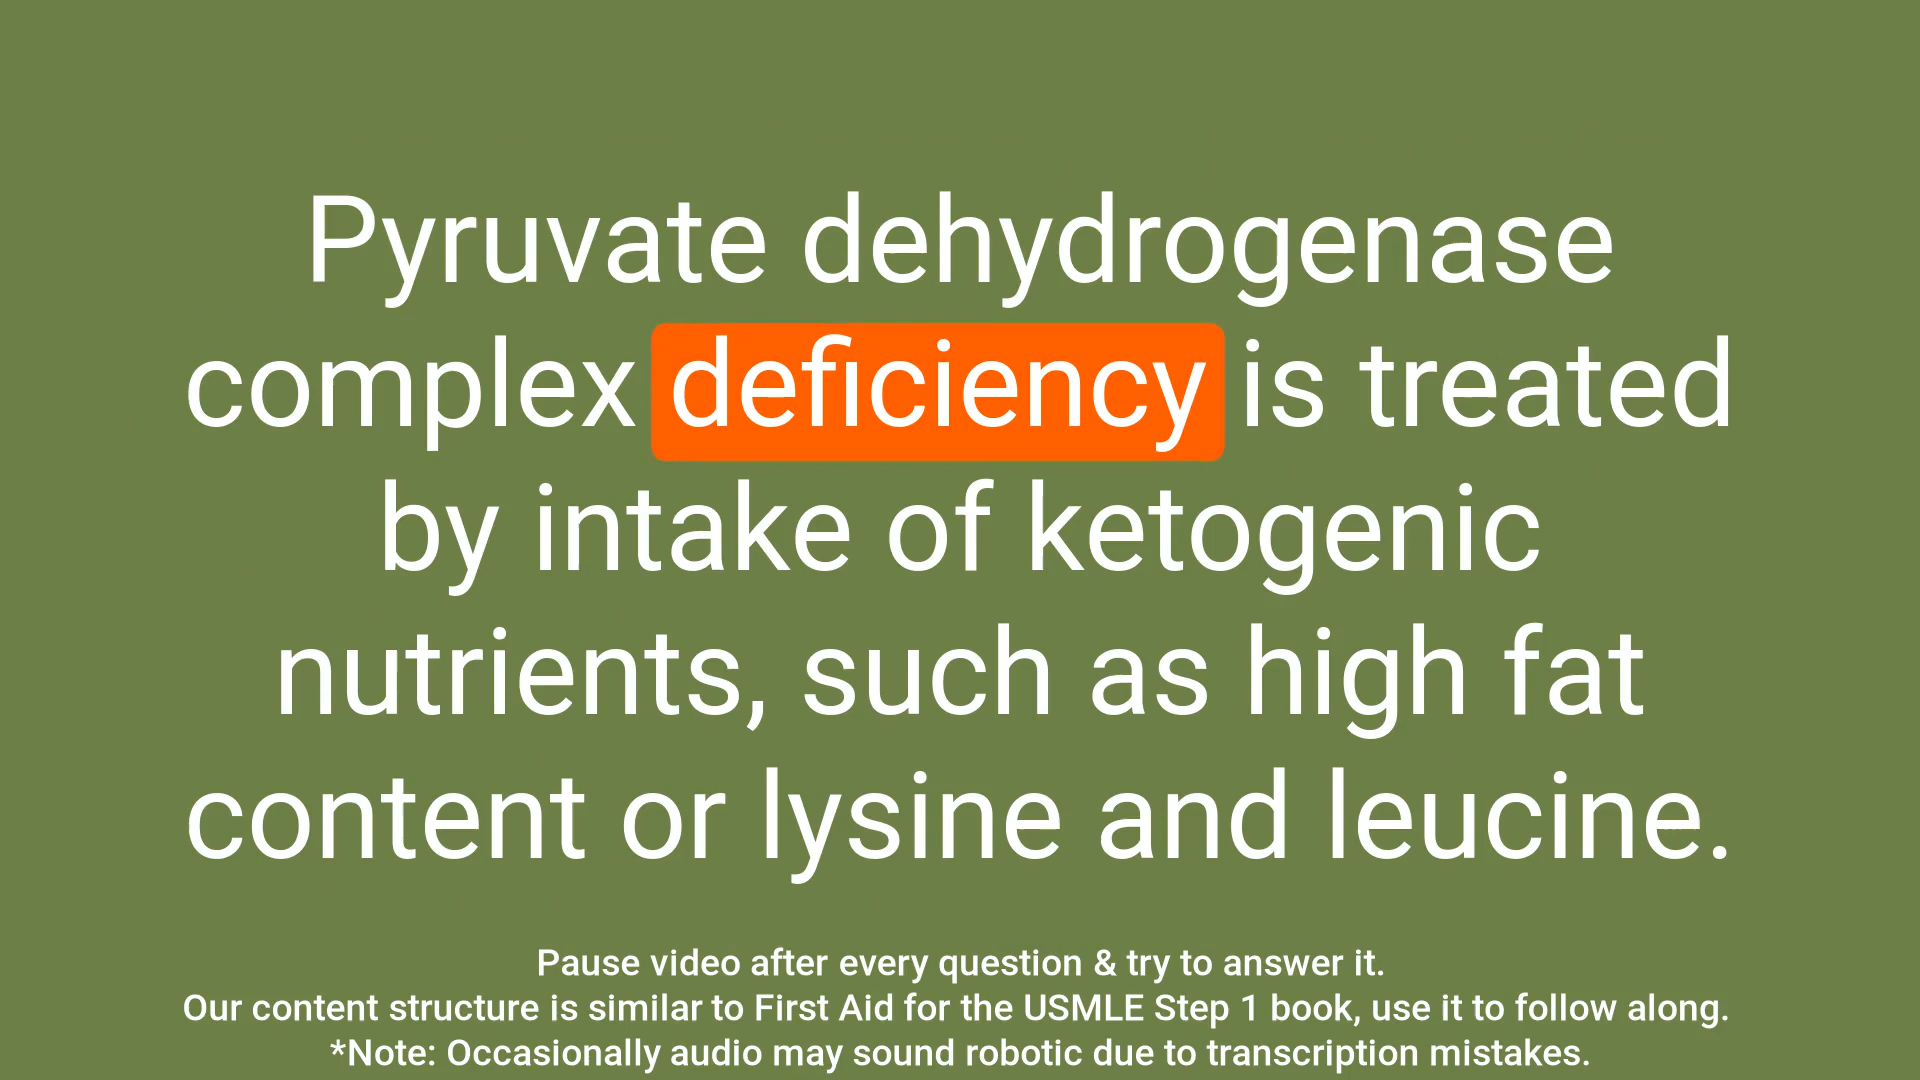 Pyruvate dehydrogenase
complex deficiency is treated
by intake of ketogenic
nutrients, such as high fat
content or lysine and leucine.
Pause video after every question & try to answer it.
Our content structure is similar to First Aid for the USMLE Step 1 book, use it to follow along.
*Note: Occasionally audio may sound robotic due to transcription mistakes.